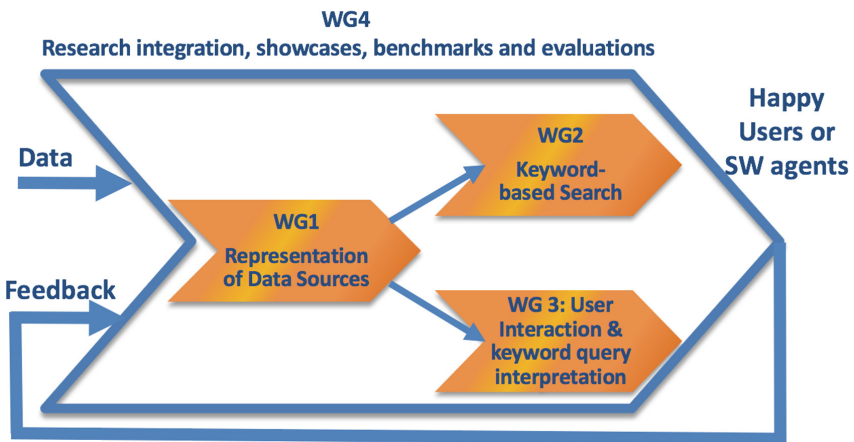 WG4
Research integration, showcases, benchmarks and evaluations
Happy
Users or
SW agents
Data
WG2
Keyword-
based Search
WG1
Representation
of Data Sources
Feedback
WG 3: User
Interaction &
keyword query
interpretation